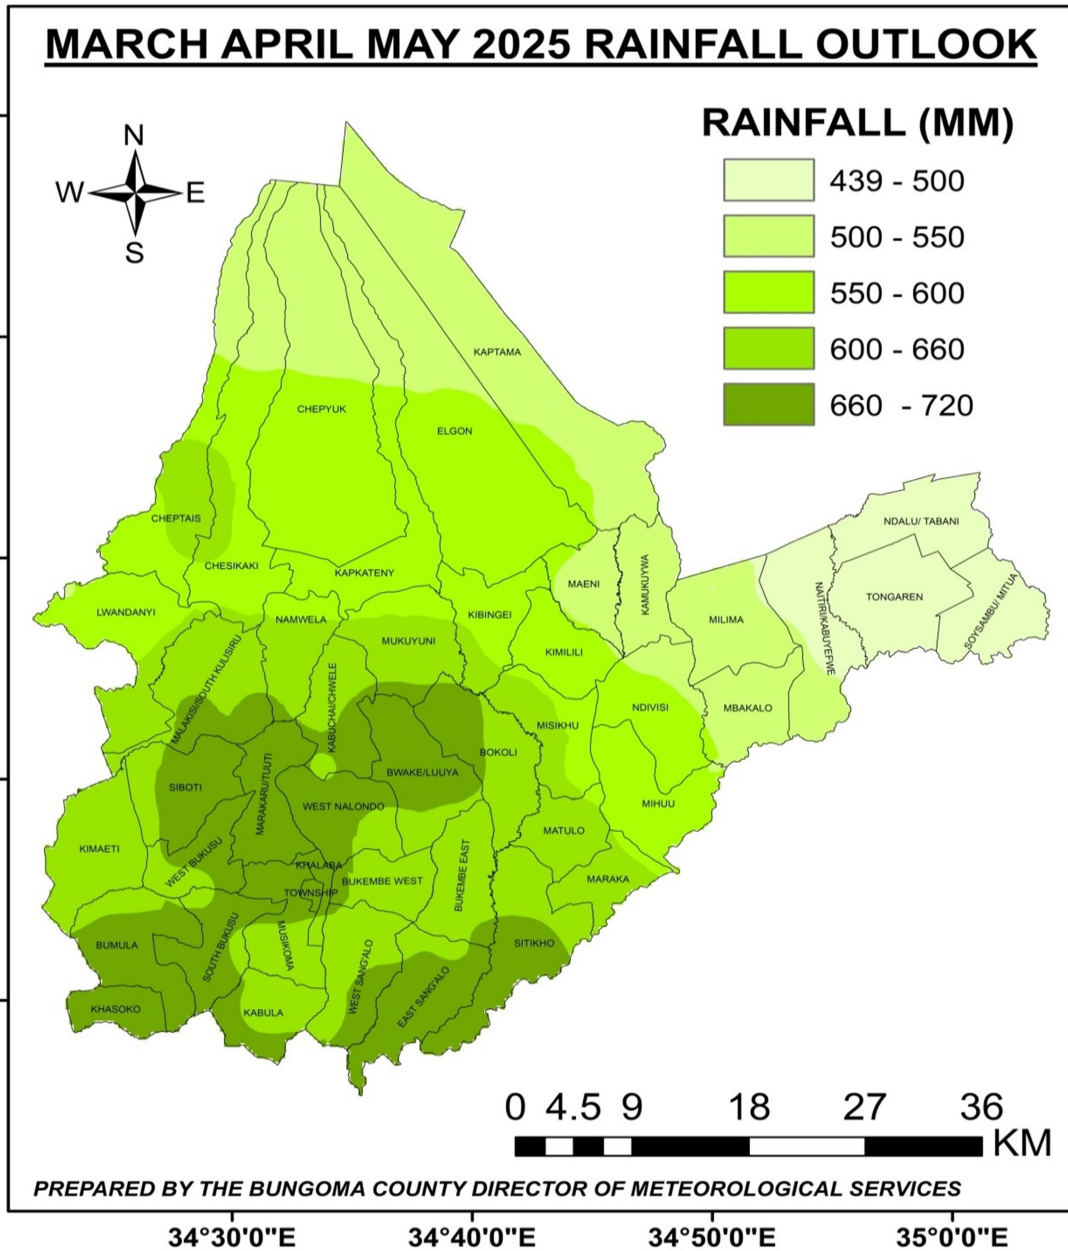 MARCH APRIL MAY 2025 RAINFALL OUTLOOK
RAINFALL (MM)
N
W E
S
439 - 500
500 - 550
550 - 600
600 - 660
660 - 720
KAPTAMA
CHEPYUK
ELGON
CHEPTAIS
NDALU/ TABANI
CHESIKAKI
KAPKATENY
MAENI
KAMUKUYWA
TONGAREN
SOYSAMBU/ MITUA
NAITIRI/KABUYEFWE
LWANDANYI
NAMWELA
KIBINGEI
MILIMA
MUKUYUNI
KIMILILI
MALAKISI/SOUTH KULISIRU
KABUCHAI/CHWELE
NDIVISI
MBAKALO
MISIKHU
BOKOLI
BWAKE/LUUYA
SIBOTI
MARAKARU/TUUTI
WEST NALONDO
MIHUU
MATULO
KIMAETI
WEST BUKUSU
KHALABA
BUKEMBE WEST
BUKEMBE EAST
MARAKA
TOWNSHIP
BUMULA
SOUTH BUKUSU
MUSIKOMA
SITIKHO
WEST SANG'ALO
EAST SANG'ALO
KHASOKO
KABULA
0 4.5 9 18 27 36
KM
PREPARED BY THE BUNGOMA COUNTY DIRECTOR OF METEOROLOGICAL SERVICES
34°30'0"E 34°40'0"E 34°50'0"E 35°0'0"E